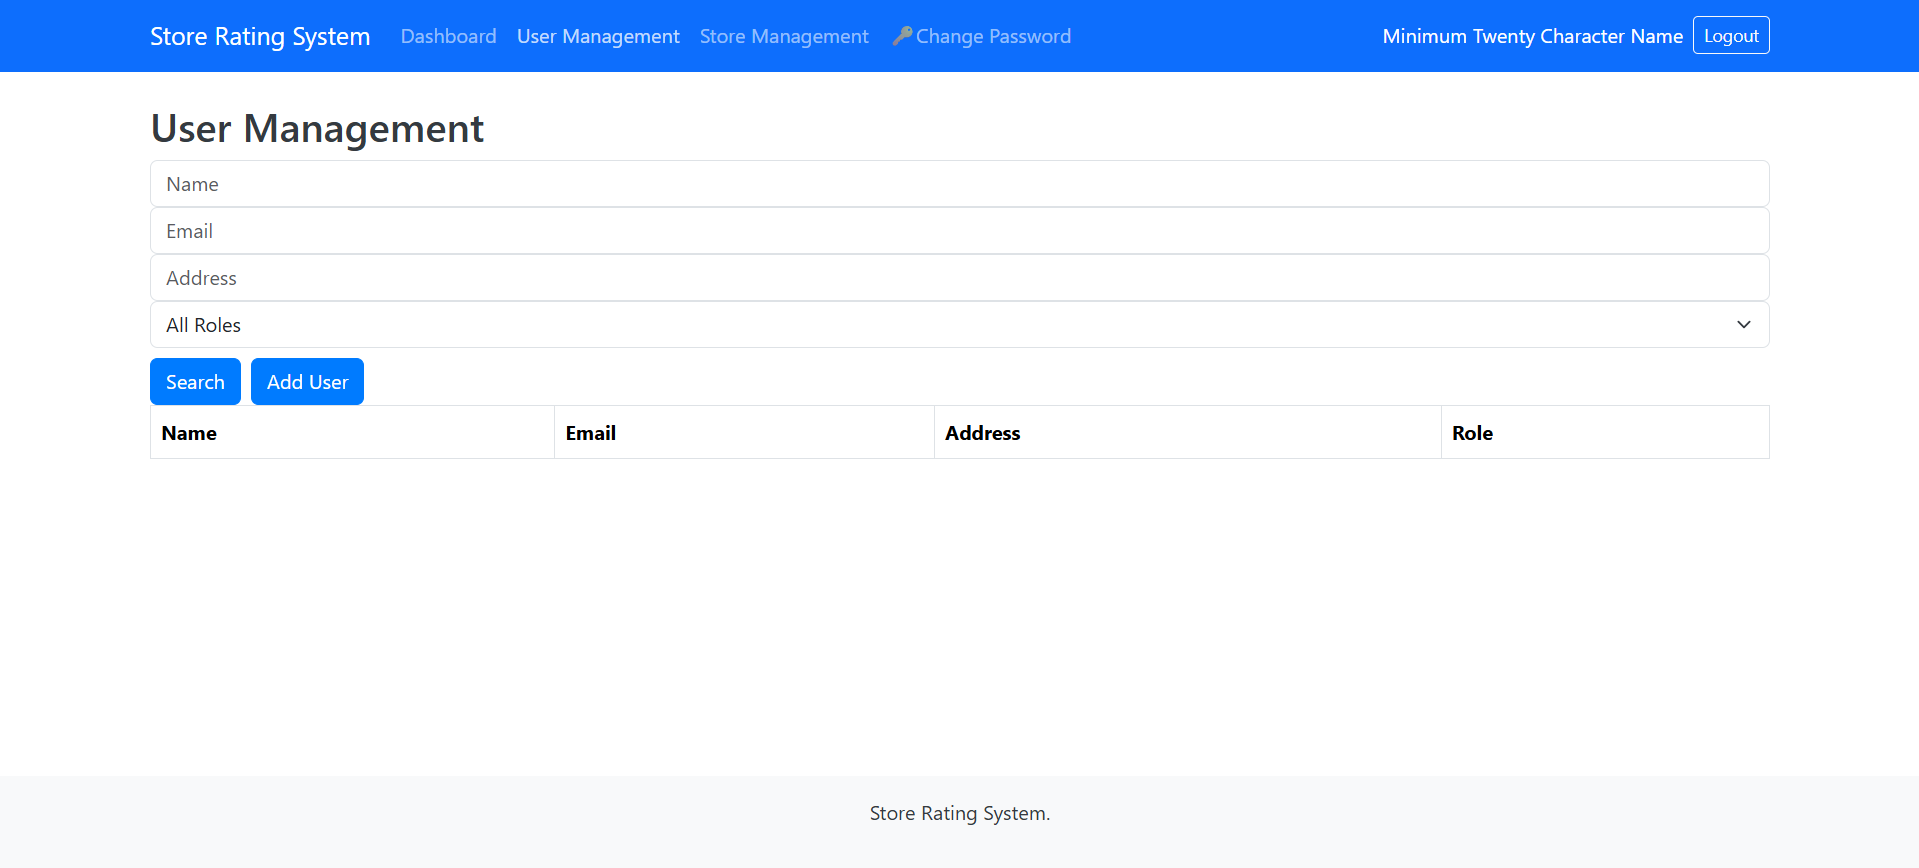 Store Rating System Dashboard User Management Store Management Change Password Minimum Twenty Character Name Logout
User Management
Name
Email
Address
All Roles
Search Add User
Name Email Address Role
Store Rating System.